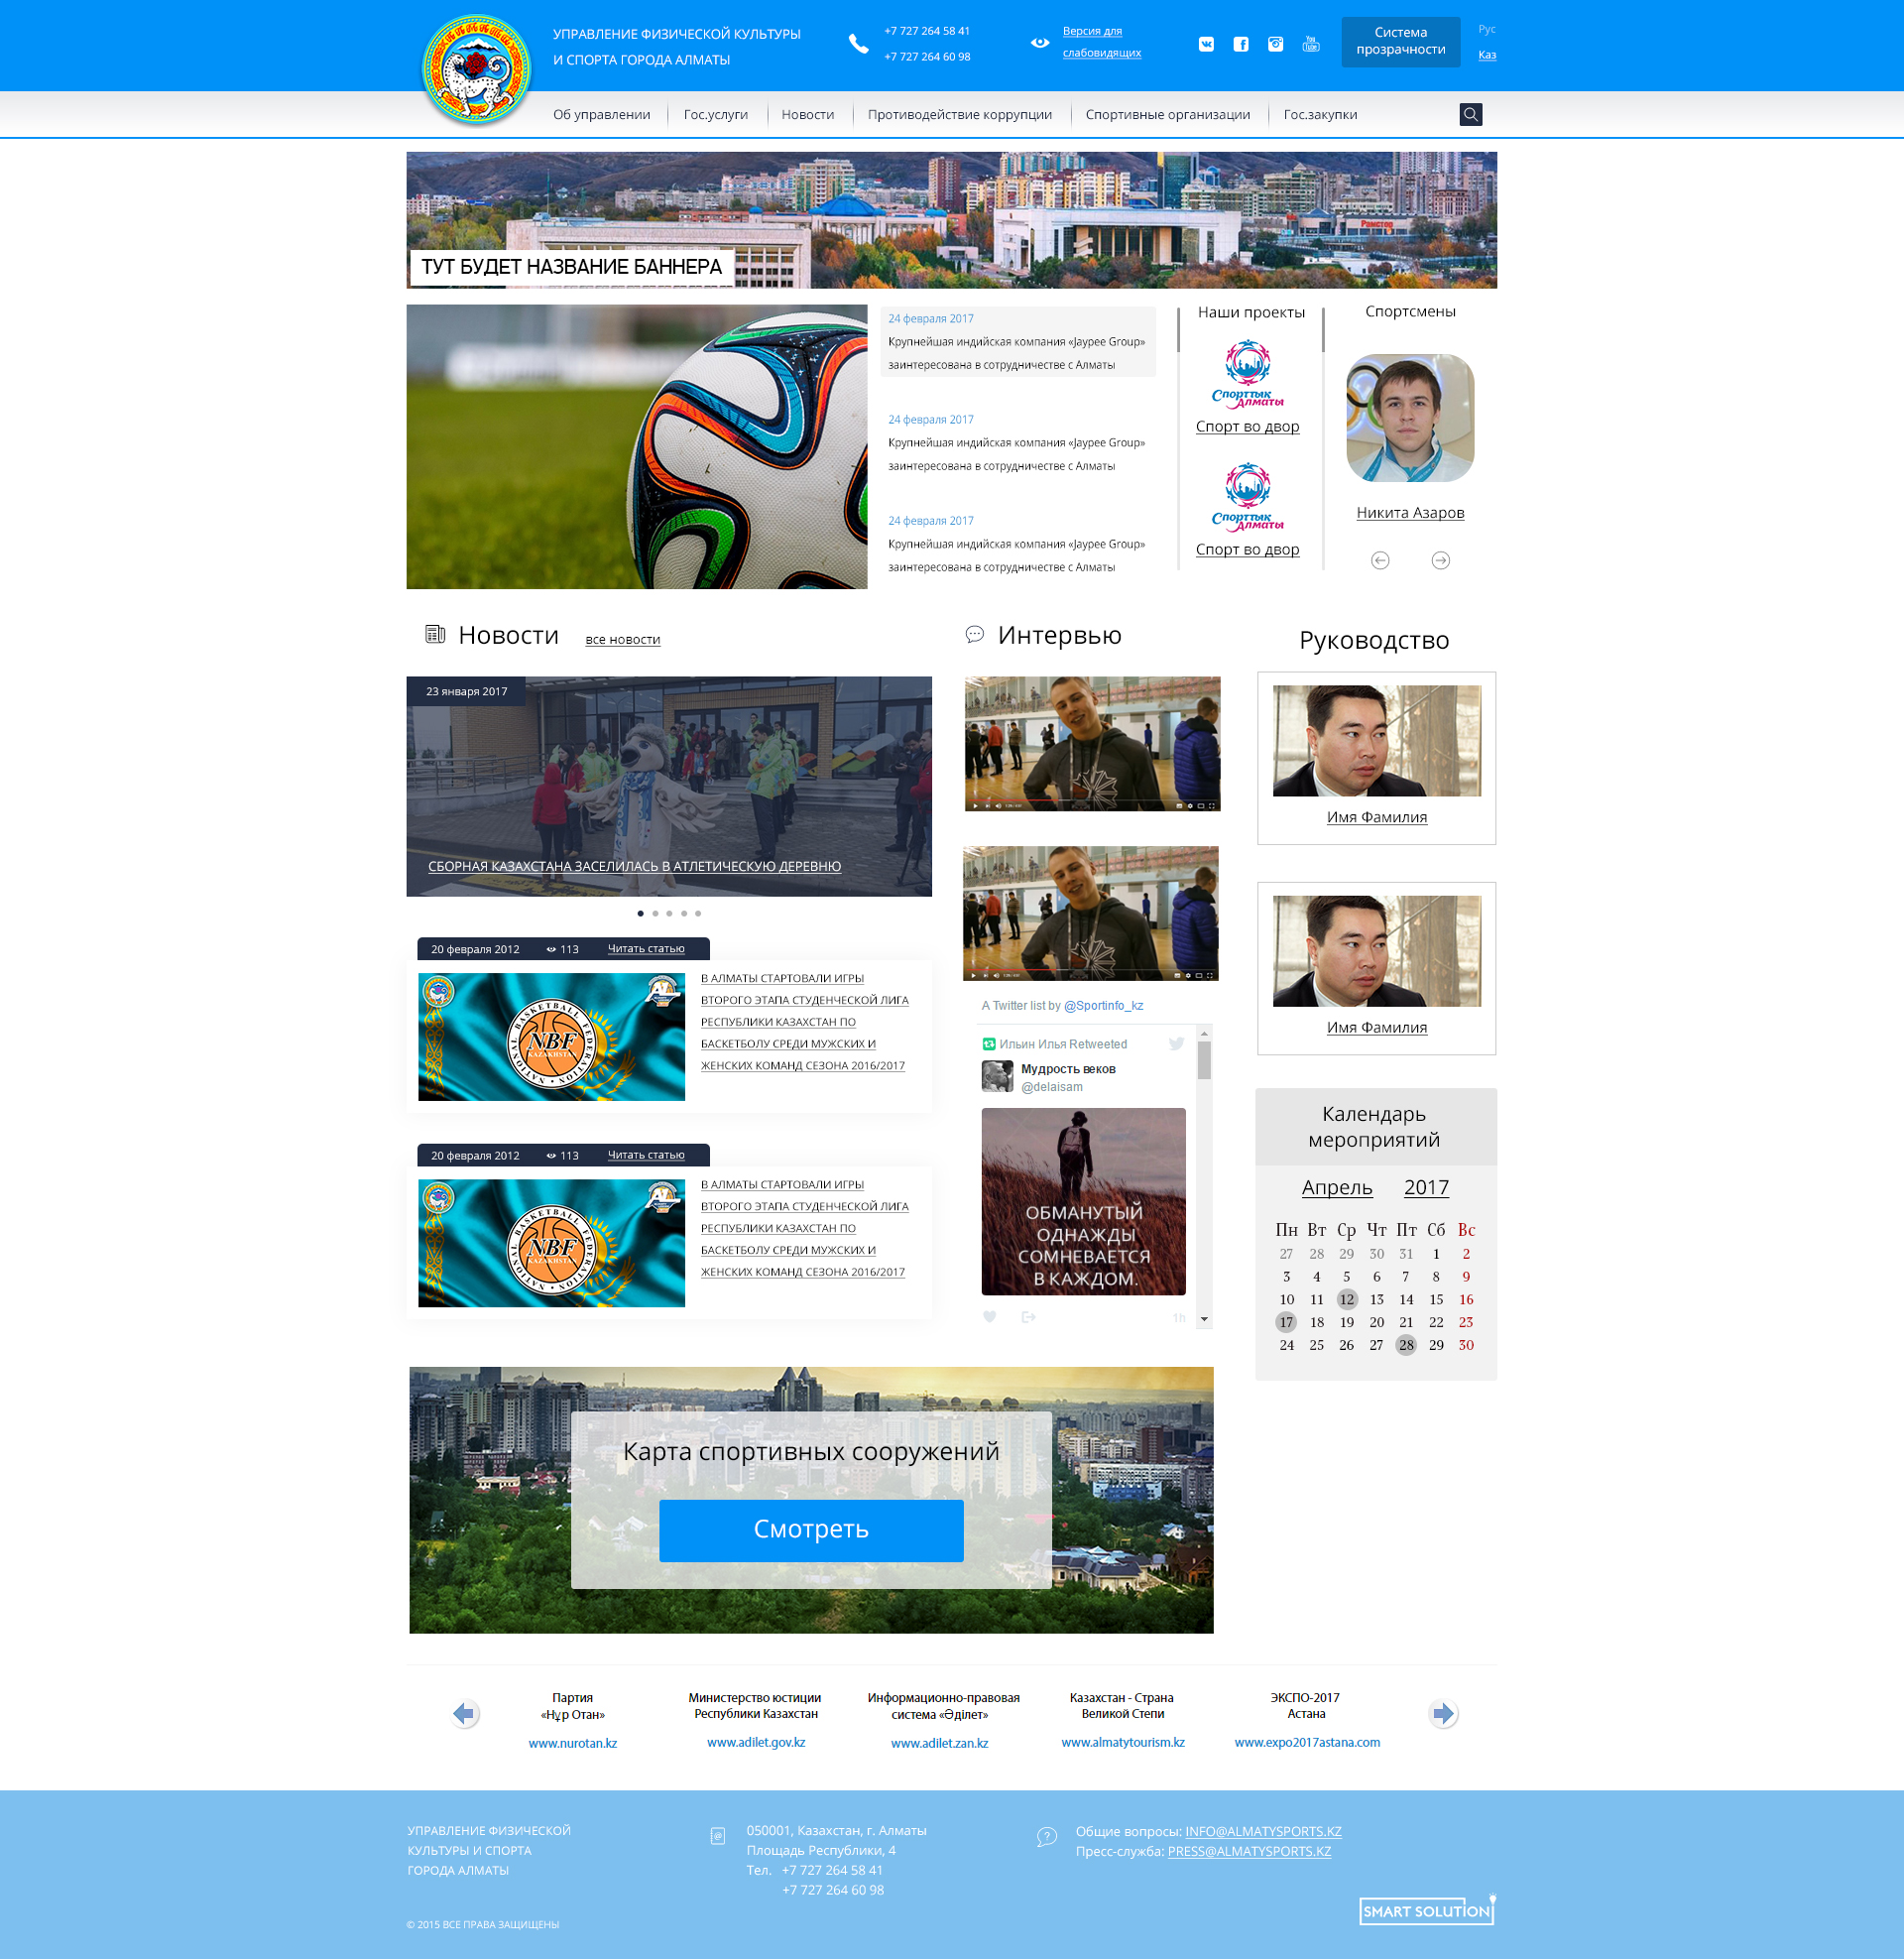 УПРАВЛЕНИЕ ФИЗИЧЕСКОЙ КУЛЬТУРЫ
И СПОРТА ГОРОДА АЛМАТЫ
+7 727 264 58 41
+7 727 264 60 98
Версия для
слабовидящих
You
Tube
Система
прозрачности
Рус
Каз
Об управлении
Гос.услуги
Новости
Противодействие коррупции
Спортивные организации
Гос.закупки
Рамстор
ТУТ БУДЕТ НАЗВАНИЕ БАННЕРА
24 февраля 2017
Крупнейшая индийская компания «Jaypee Group»
заинтересована в сотрудничестве с Алматы
24 февраля 2017
Крупнейшая индийская компания «Jaypee Group»
заинтересована в сотрудничестве с Алматы
24 февраля 2017
Крупнейшая индийская компания «Jaypee Group»
заинтересована в сотрудничестве с Алматы
Наши проекты
Спорттық
Алматы
Спорт во двор
Спорттық
Алматы
Спорт во двор
Спортсмены
Никита Азаров
Новости
все новости
23 января 2017
СБОРНАЯ КАЗАХСТАНА ЗАСЕЛИЛАСЬ В АТЛЕТИЧЕСКУЮ ДЕРЕВНЮ
20 февраля 2012
113
Читать статью
NATIONAL BASKETBALL FEDERATION
NBF
KAZAKHSTAN
В АЛМАТЫ СТАРТОВАЛИ ИГРЫ
ВТОРОГО ЭТАПА СТУДЕНЧЕСКОЙ ЛИГА
РЕСПУБЛИКИ КАЗАХСТАН ПО
БАСКЕТБОЛУ СРЕДИ МУЖСКИХ И
ЖЕНСКИХ КОМАНД СЕЗОНА 2016/2017
20 февраля 2012
113
Читать статью
NATIONAL BASKETBALL FEDERATION
NBF
KAZAKHSTAN
В АЛМАТЫ СТАРТОВАЛИ ИГРЫ
ВТОРОГО ЭТАПА СТУДЕНЧЕСКОЙ ЛИГА
РЕСПУБЛИКИ КАЗАХСТАН ПО
БАСКЕТБОЛУ СРЕДИ МУЖСКИХ И
ЖЕНСКИХ КОМАНД СЕЗОНА 2016/2017
Интервью
A Twitter list by @Sportinfo_kz
Ильин Илья Retweeted
Мудрость веков
@delaisam
ОБМАНУТЫЙ
ОДНАЖДЫ
СОМНЕВАЕТСЯ
В КАЖДОМ.
1h
Руководство
Имя Фамилия
Имя Фамилия
Календарь
мероприятий
Апрель 2017
Пн Вт Ср Чт Пт Сб Вс
27 28 29 30 31 1 2
3 4 5 6 7 8 9
10 11 12 13 14 15 16
17 18 19 20 21 22 23
24 25 26 27 28 29 30
Карта спортивных сооружений
Смотреть
Партия
«Нұр Отан»
www.nurotan.kz
Министерство юстиции
Республики Казахстан
www.adilet.gov.kz
Информационно-правовая
система «Әділет»
www.adilet.zan.kz
Казахстан - Страна
Великой Степи
www.almatytourism.kz
ЭКСПО-2017
Астана
www.expo2017astana.com
УПРАВЛЕНИЕ ФИЗИЧЕСКОЙ
КУЛЬТУРЫ И СПОРТА
ГОРОДА АЛМАТЫ
© 2015 ВСЕ ПРАВА ЗАЩИЩЕНЫ
050001, Казахстан, г. Алматы
Площадь Республики, 4
Тел. +7 727 264 58 41
+7 727 264 60 98
Общие вопросы: INFO@ALMATYSPORTS.KZ
Пресс-служба: PRESS@ALMATYSPORTS.KZ
SMART SOLUTION